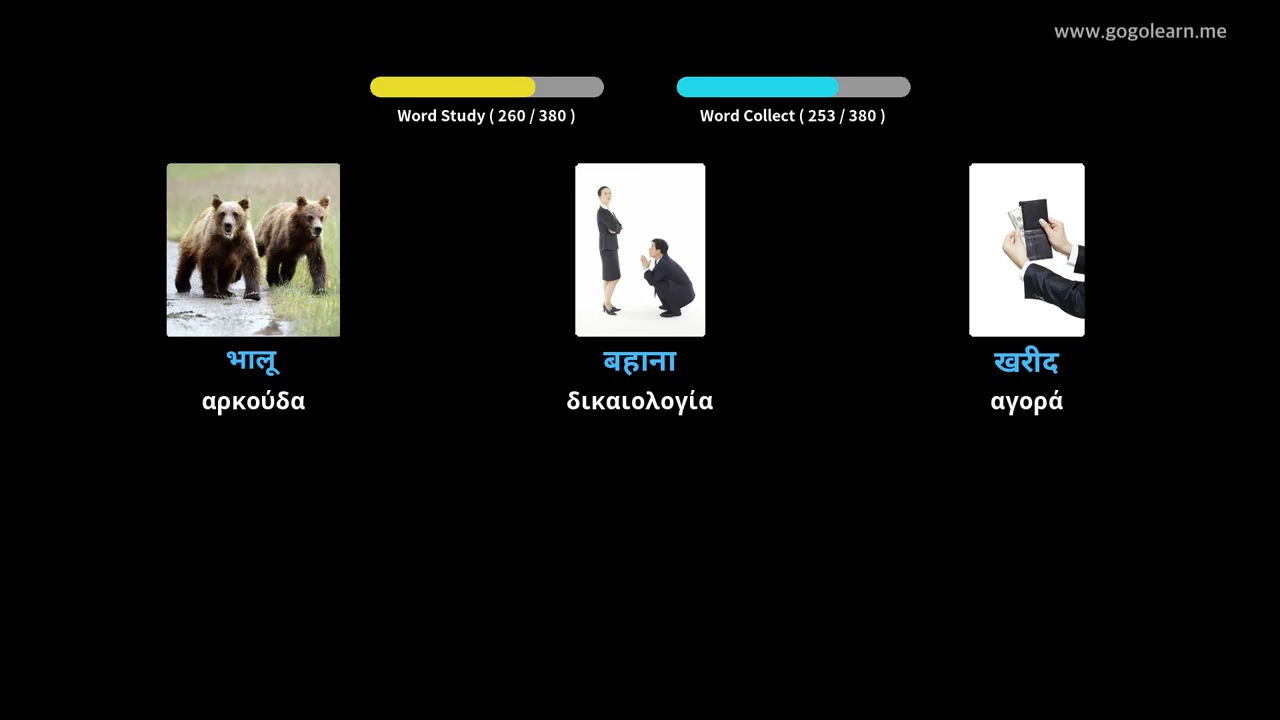 www.gogolearn.me
Word Study ( 260 / 380 )
Word Collect ( 253 / 380 )
भालू
बहाना
खरीद
αρκούδα
δικαιολογία
αγορά